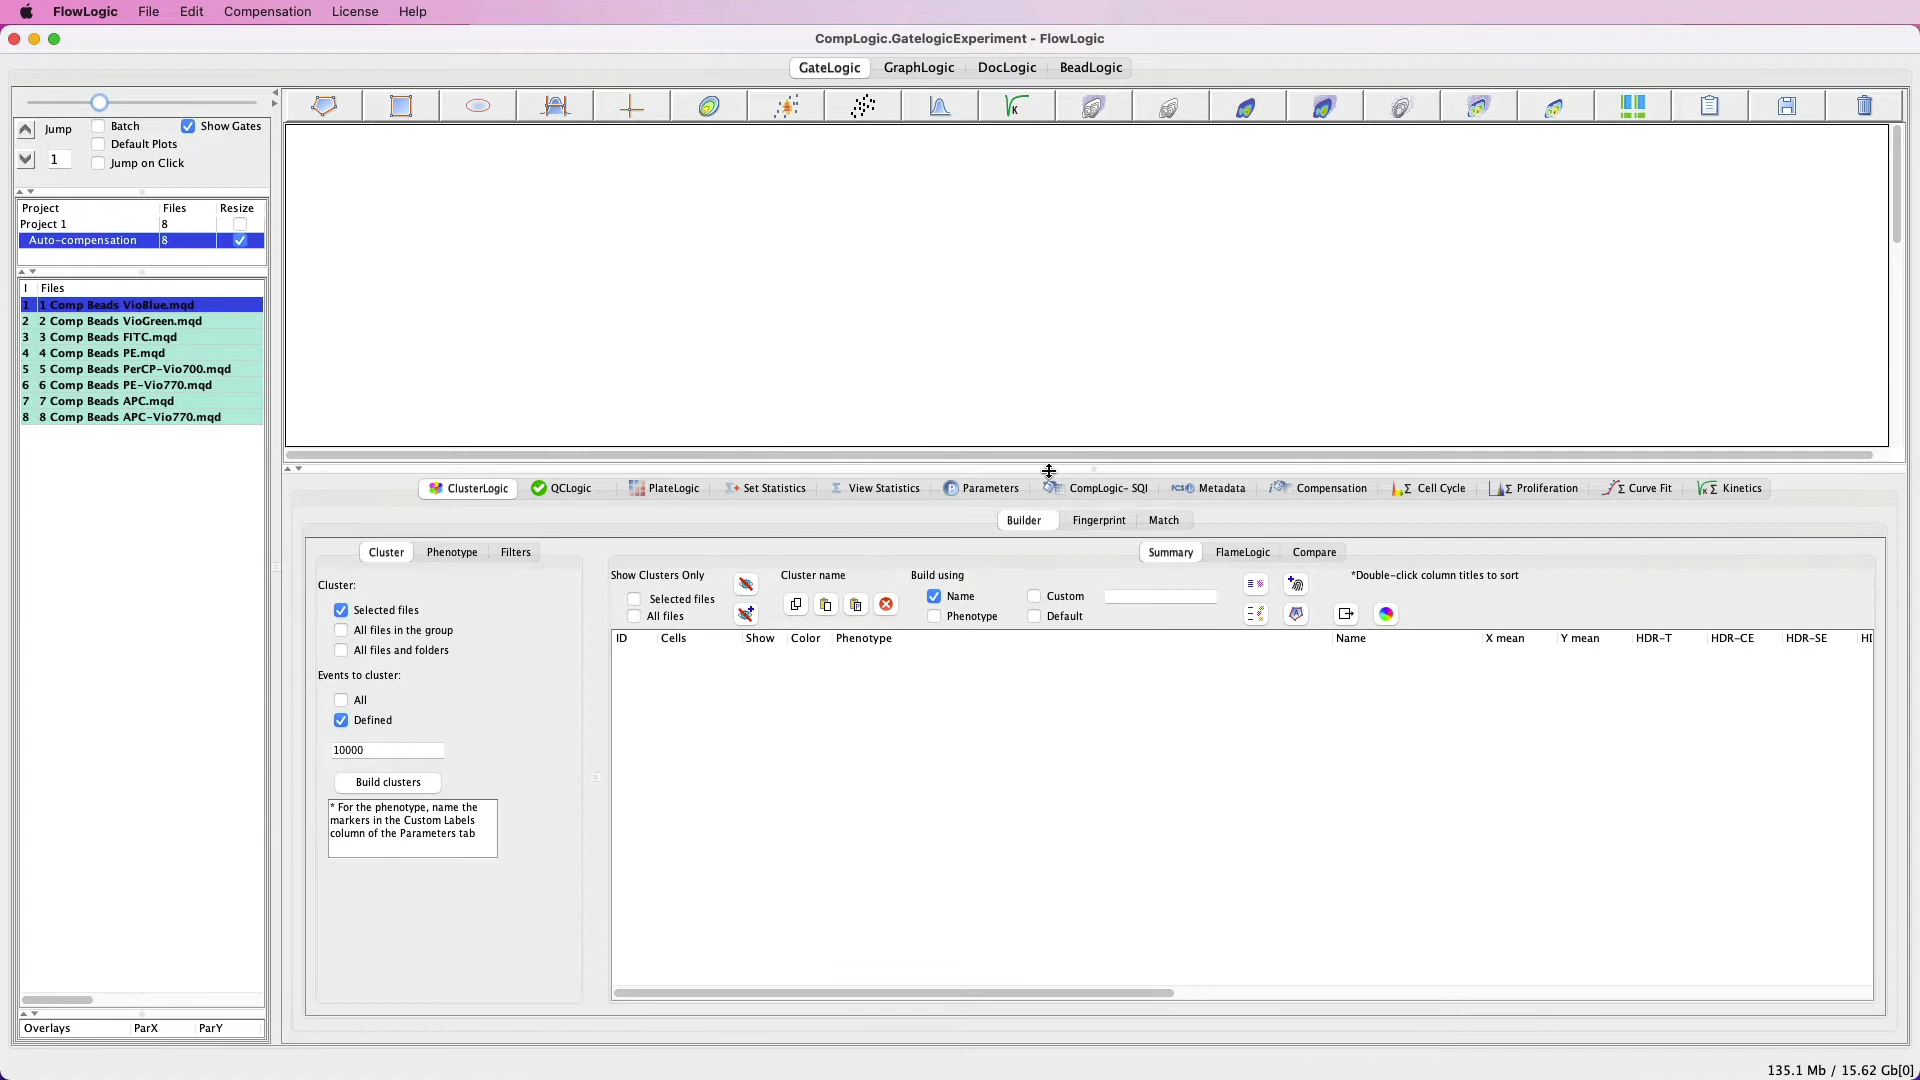 FlowLogic File Edit Compensation License Help
CompLogic.GatelogicExperiment - FlowLogic
GateLogic GraphLogic DocLogic BeadLogic
Jump
1
Batch
Show Gates
Default Plots
Jump on Click
Project Files Resize
Project 1 8
Auto-compensation 8
I Files
1 1 Comp Beads VioBlue.mqd
2 2 Comp Beads VioGreen.mqd
3 3 Comp Beads FITC.mqd
4 4 Comp Beads PE.mqd
5 5 Comp Beads PerCP-Vio700.mqd
6 6 Comp Beads PE-Vio770.mqd
7 7 Comp Beads APC.mqd
8 8 Comp Beads APC-Vio770.mqd
Overlays ParX ParY
ClusterLogic QCLogic PlateLogic Set Statistics View Statistics Parameters CompLogic- SQI Metadata Compensation Cell Cycle Proliferation Curve Fit Kinetics
Builder Fingerprint Match
Cluster Phenotype Filters
Cluster:
Selected files
All files in the group
All files and folders
Events to cluster:
All
Defined
10000
Build clusters
* For the phenotype, name the
markers in the Custom Labels
column of the Parameters tab
Summary FlameLogic Compare
Show Clusters Only
Selected files
All files
Cluster name
Build using
Name
Custom
Phenotype
Default
*Double-click column titles to sort
ID Cells Show Color Phenotype Name X mean Y mean HDR-T HDR-CE HDR-SE
135.1 Mb / 15.62 Gb[0]